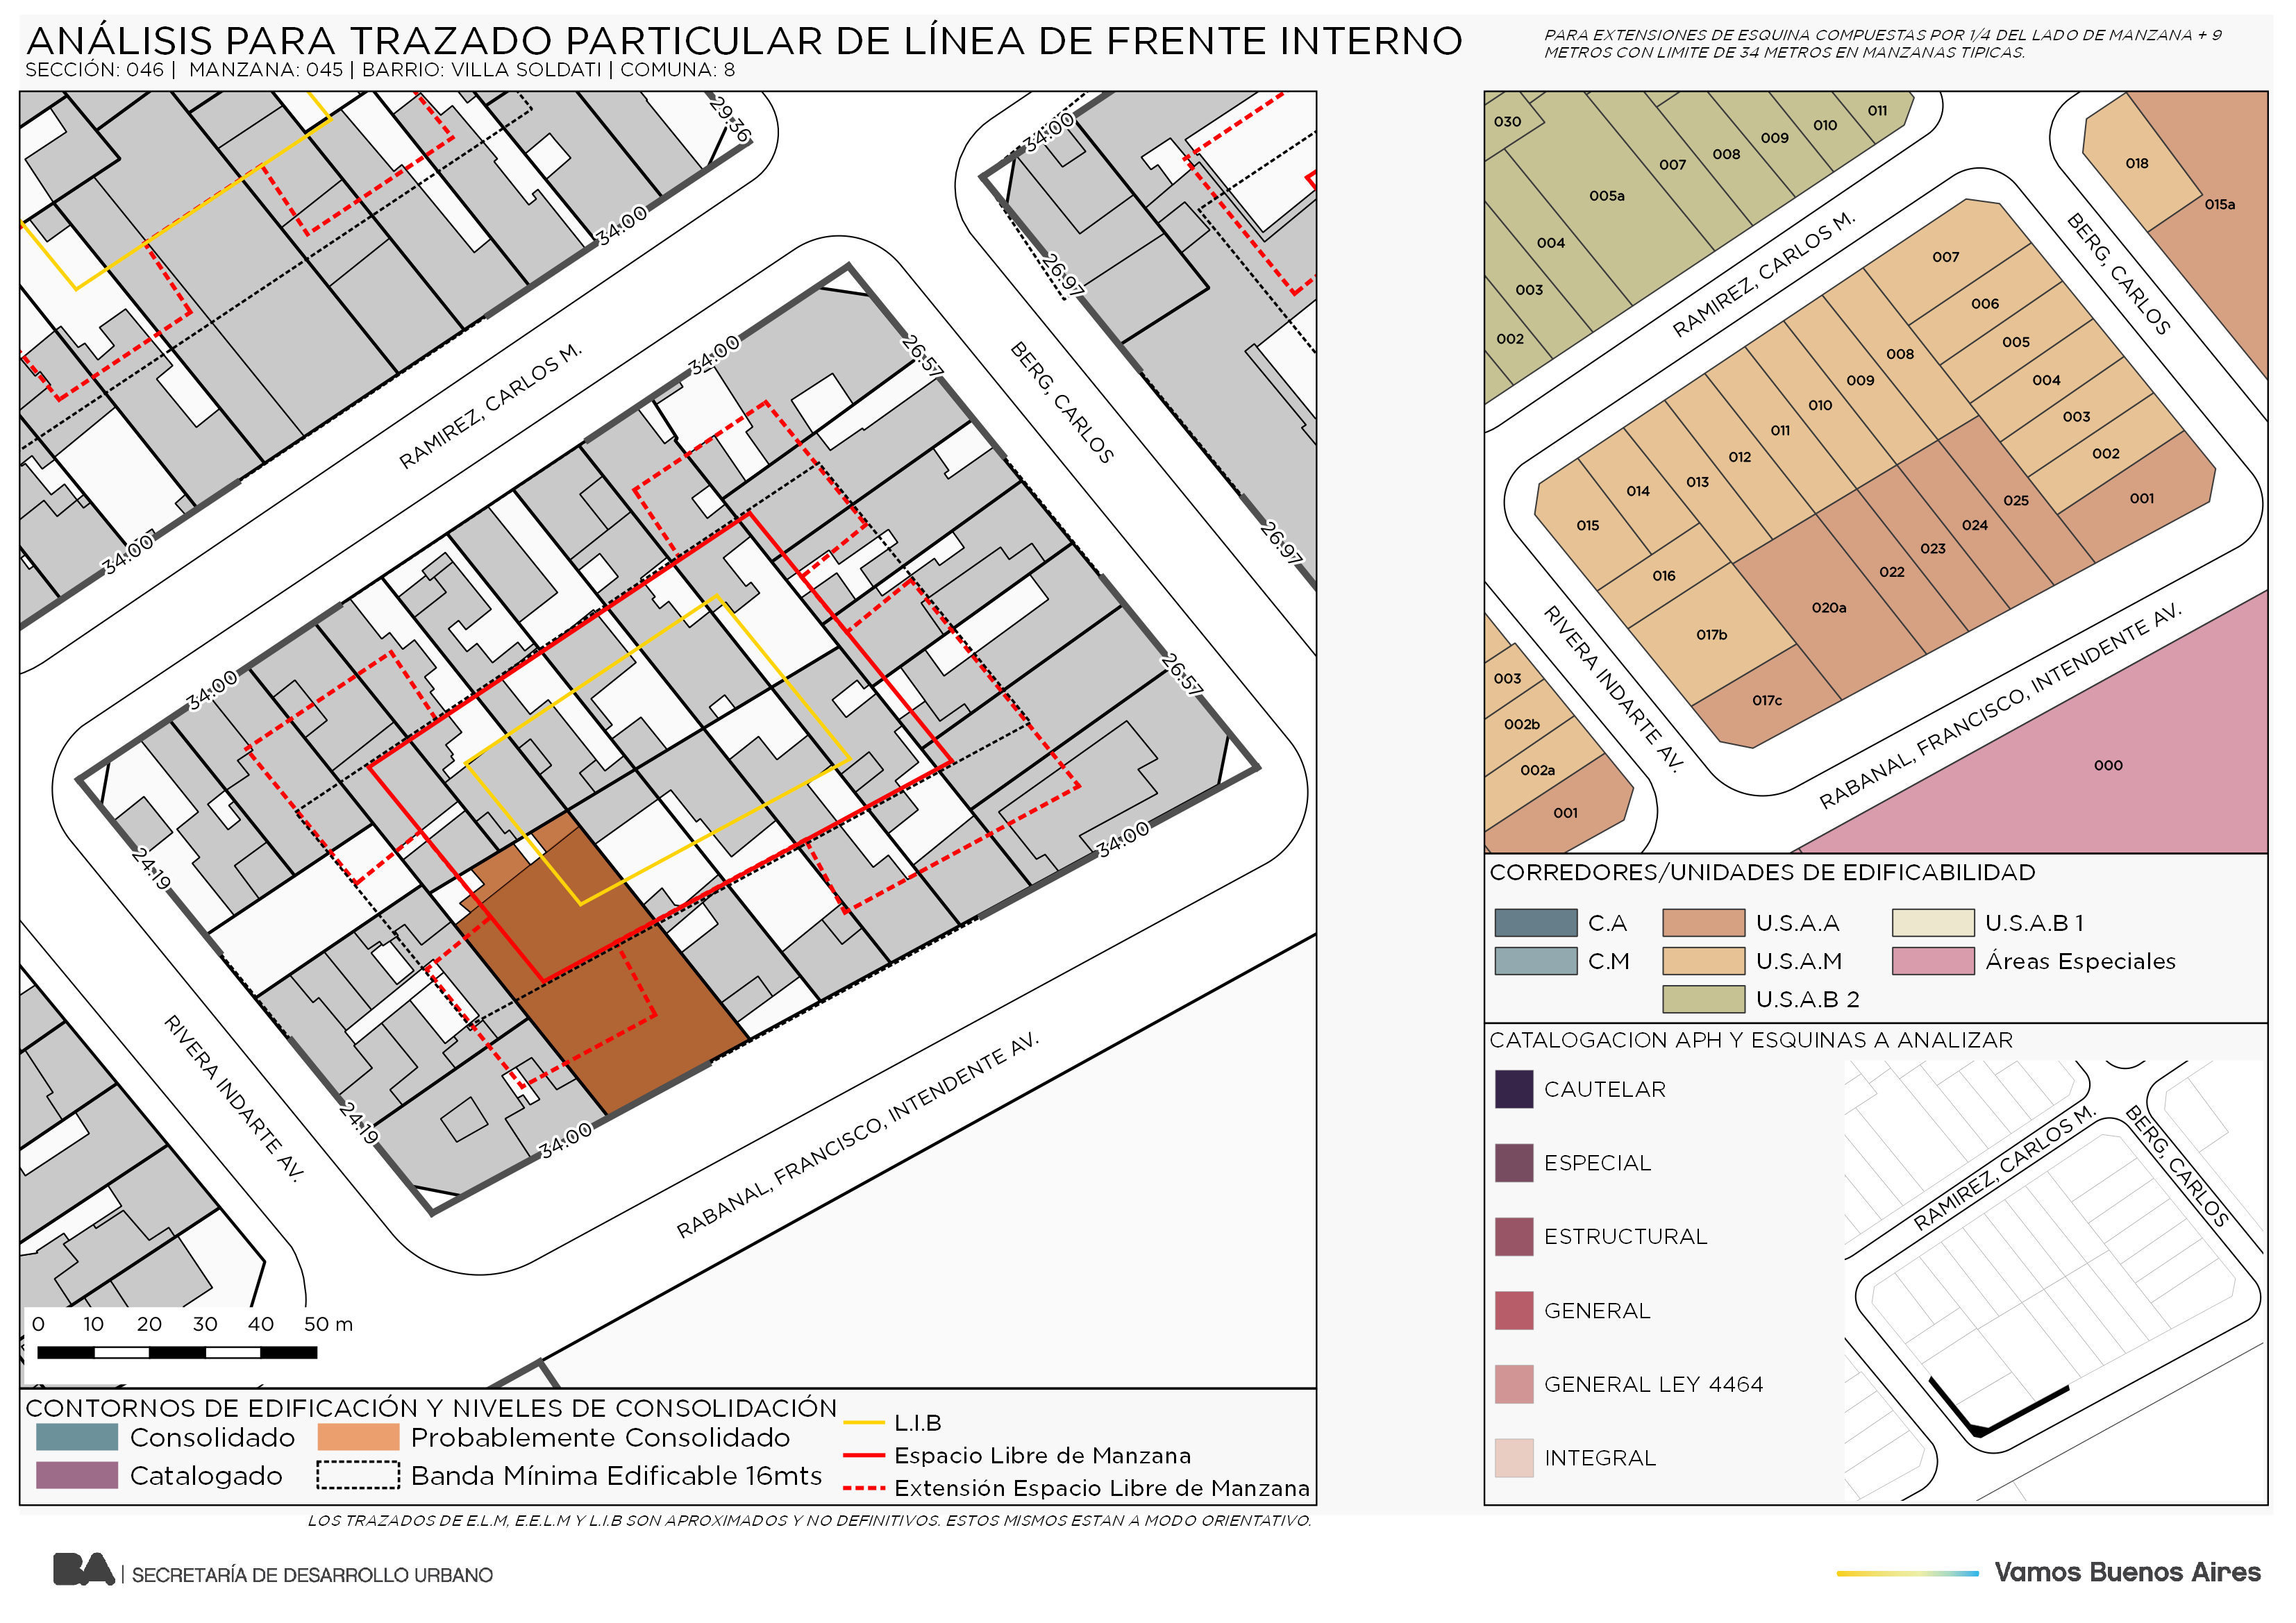 ANÁLISIS PARA TRAZADO PARTICULAR DE LÍNEA DE FRENTE INTERNO
SECCIÓN: 046 | MANZANA: 045 | BARRIO: VILLA SOLDATI | COMUNA: 8
PARA EXTENSIONES DE ESQUINA COMPUESTAS POR 1/4 DEL LADO DE MANZANA + 9
METROS CON LIMITE DE 34 METROS EN MANZANAS TIPICAS.
29.36
34.00
34.00
26.97
34.00
26.57
26.97
34.00
34.00
26.57
24.19
34.00
24.19
34.00
RAMIREZ, CARLOS M.
BERG, CARLOS
RIVERA INDARTE AV.
RABANAL, FRANCISCO, INTENDENTE AV.
0 10 20 30 40 50 m
CONTORNOS DE EDIFICACIÓN Y NIVELES DE CONSOLIDACIÓN
Consolidado
Catalogado
Probablemente Consolidado
Banda Mínima Edificable 16mts
L.I.B
Espacio Libre de Manzana
Extensión Espacio Libre de Manzana
LOS TRAZADOS DE E.L.M, E.E.L.M Y L.I.B SON APROXIMADOS Y NO DEFINITIVOS. ESTOS MISMOS ESTAN A MODO ORIENTATIVO.
030
011
010
009
008
007
005a
004
003
002
018
015a
RAMIREZ, CARLOS M.
BERG, CARLOS
007
006
005
004
003
002
001
008
009
010
011
012
013
014
015
016
017b
017c
020a
022
023
024
025
RIVERA INDARTE AV.
RABANAL, FRANCISCO, INTENDENTE AV.
003
002b
002a
001
000
CORREDORES/UNIDADES DE EDIFICABILIDAD
C.A
C.M
U.S.A.A
U.S.A.M
U.S.A.B 2
U.S.A.B 1
Áreas Especiales
CATALOGACION APH Y ESQUINAS A ANALIZAR
CAUTELAR
ESPECIAL
ESTRUCTURAL
GENERAL
GENERAL LEY 4464
INTEGRAL
RAMIREZ, CARLOS M.
BERG, CARLOS
BA | SECRETARÍA DE DESARROLLO URBANO
Vamos Buenos Aires